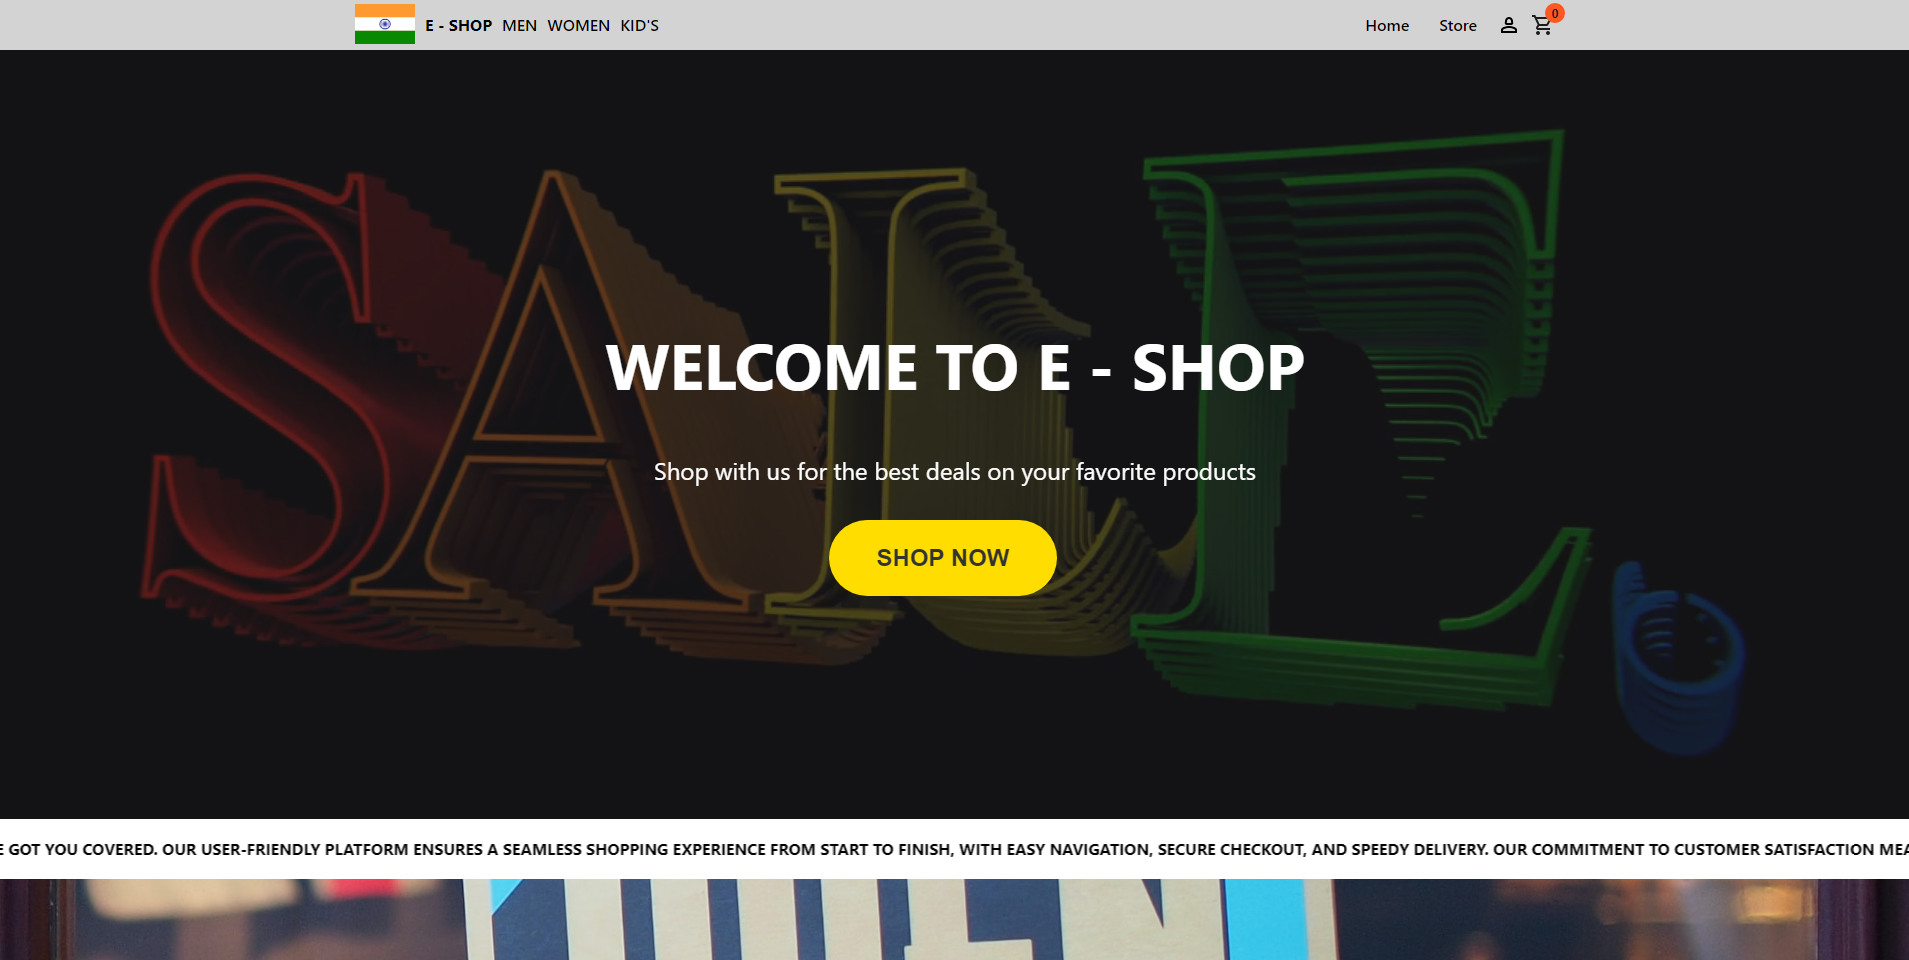 E - SHOP MEN WOMEN KID'S Home Store 0
SALE
WELCOME TO E - SHOP
Shop with us for the best deals on your favorite products
SHOP NOW
GOT YOU COVERED. OUR USER-FRIENDLY PLATFORM ENSURES A SEAMLESS SHOPPING EXPERIENCE FROM START TO FINISH, WITH EASY NAVIGATION, SECURE CHECKOUT, AND SPEEDY DELIVERY. OUR COMMITMENT TO CUSTOMER SATISFACTION